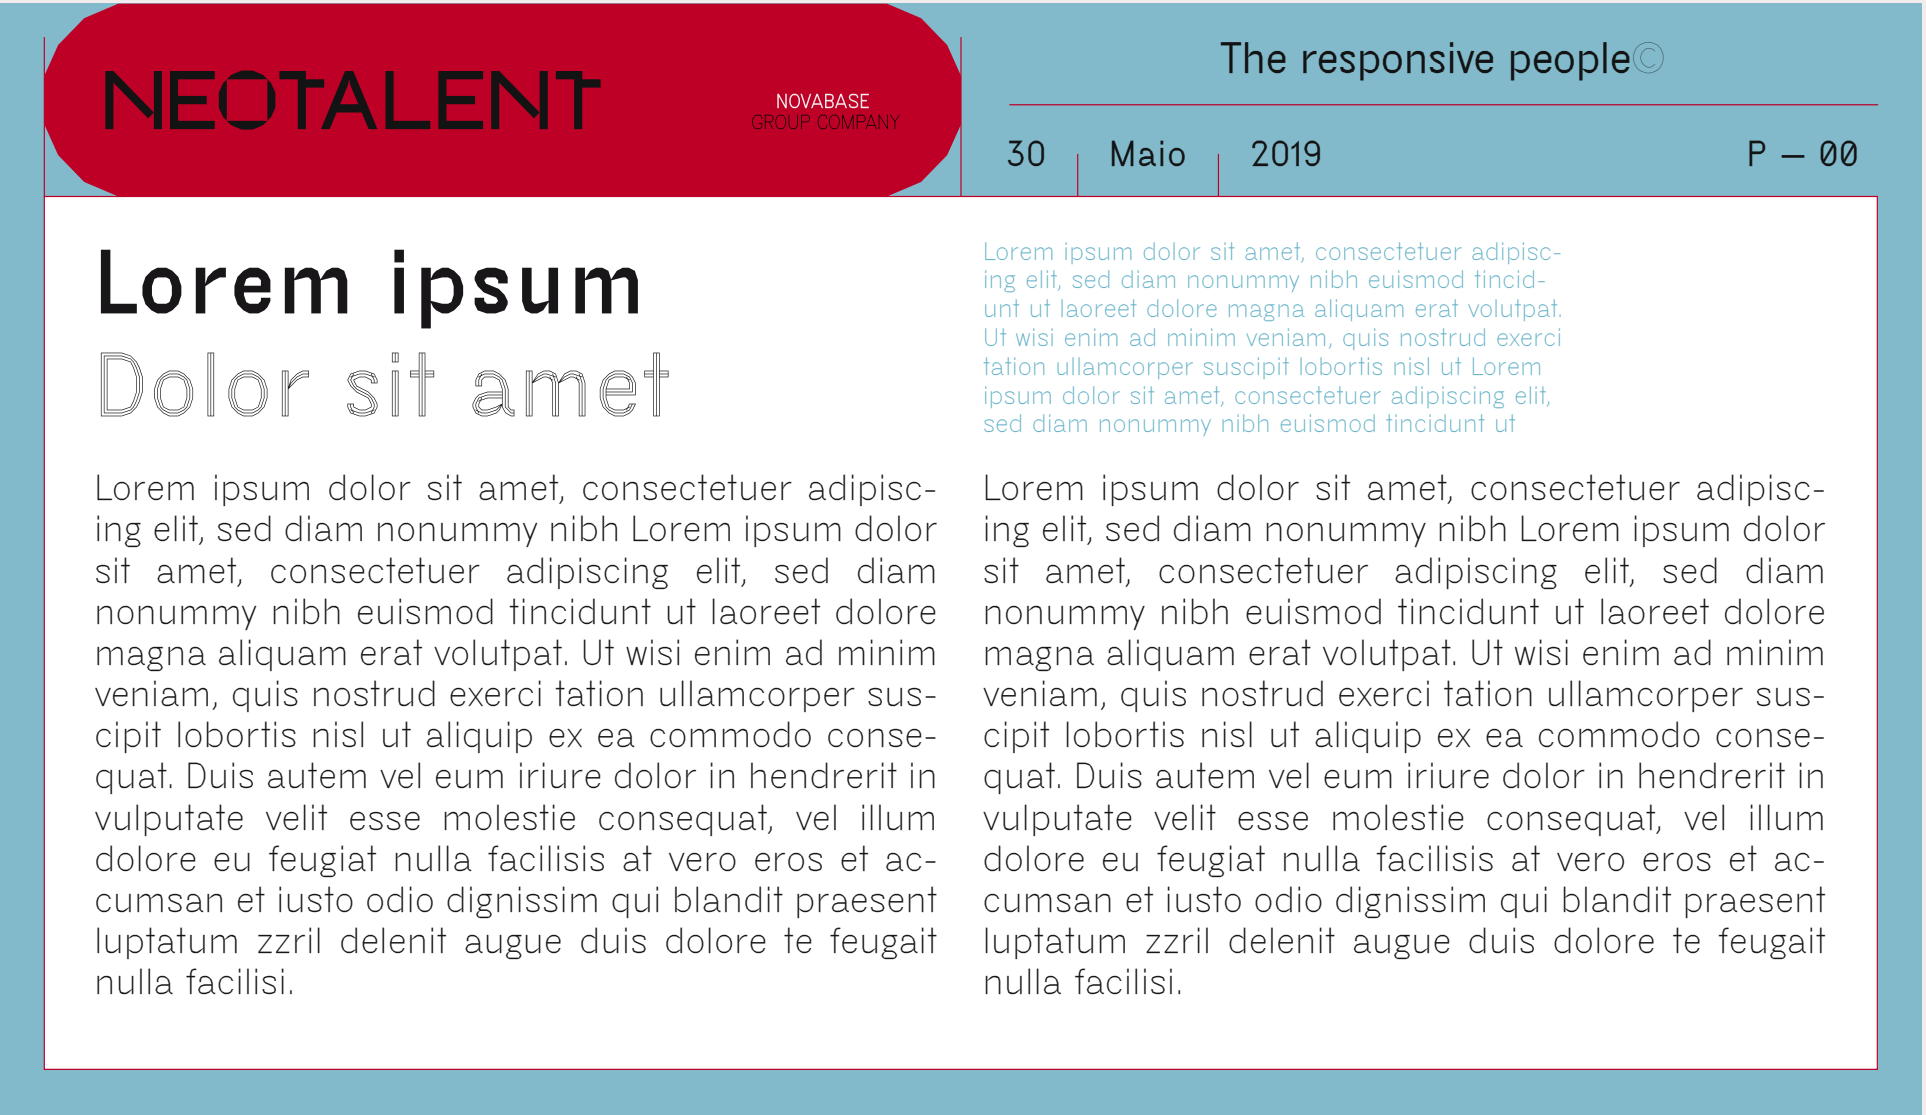 NEOTALENT
NOVABASE
GROUP COMPANY
The responsive people©
30 Maio 2019 P — 00
Lorem ipsum
Dolor sit amet
Lorem ipsum dolor sit amet, consectetuer adipisc-
ing elit, sed diam nonummy nibh euismod tincid-
unt ut laoreet dolore magna aliquam erat volutpat.
Ut wisi enim ad minim veniam, quis nostrud exerci
tation ullamcorper suscipit lobortis nisl ut Lorem
ipsum dolor sit amet, consectetuer adipiscing elit,
sed diam nonummy nibh euismod tincidunt ut
Lorem ipsum dolor sit amet, consectetuer adipisc-
ing elit, sed diam nonummy nibh Lorem ipsum dolor
sit amet, consectetuer adipiscing elit, sed diam
nonummy nibh euismod tincidunt ut laoreet dolore
magna aliquam erat volutpat. Ut wisi enim ad minim
veniam, quis nostrud exerci tation ullamcorper sus-
cipit lobortis nisl ut aliquip ex ea commodo conse-
quat. Duis autem vel eum iriure dolor in hendrerit in
vulputate velit esse molestie consequat, vel illum
dolore eu feugiat nulla facilisis at vero eros et ac-
cumsan et iusto odio dignissim qui blandit praesent
luptatum zzril delenit augue duis dolore te feugait
nulla facilisi.
Lorem ipsum dolor sit amet, consectetuer adipisc-
ing elit, sed diam nonummy nibh Lorem ipsum dolor
sit amet, consectetuer adipiscing elit, sed diam
nonummy nibh euismod tincidunt ut laoreet dolore
magna aliquam erat volutpat. Ut wisi enim ad minim
veniam, quis nostrud exerci tation ullamcorper sus-
cipit lobortis nisl ut aliquip ex ea commodo conse-
quat. Duis autem vel eum iriure dolor in hendrerit in
vulputate velit esse molestie consequat, vel illum
dolore eu feugiat nulla facilisis at vero eros et ac-
cumsan et iusto odio dignissim qui blandit praesent
luptatum zzril delenit augue duis dolore te feugait
nulla facilisi.